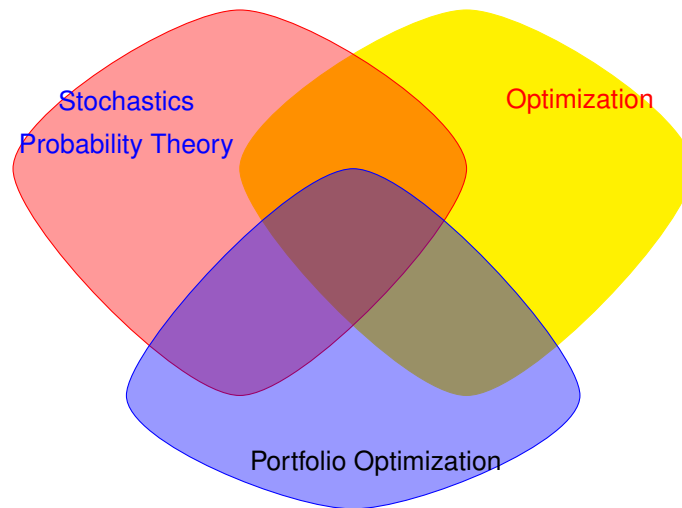 Stochastics
Optimization
Probability Theory
Portfolio Optimization